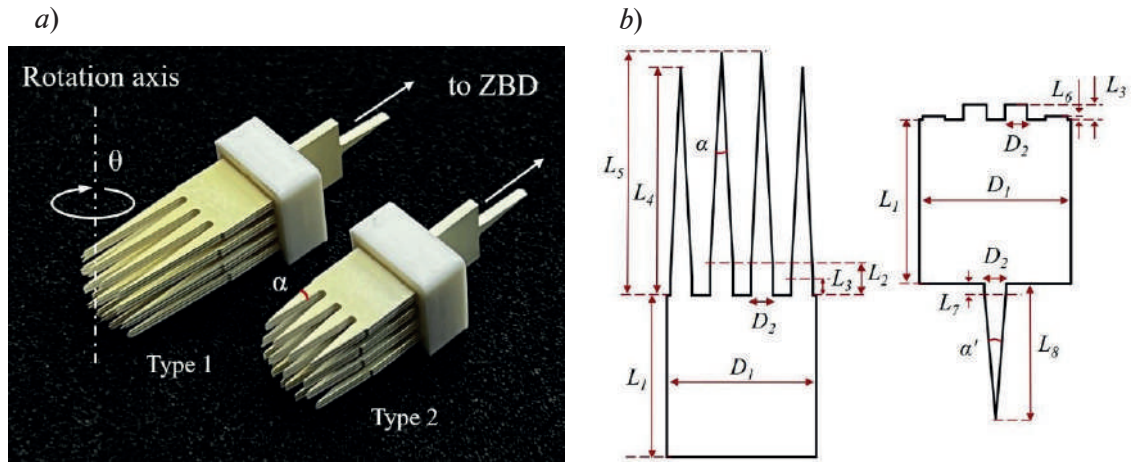 a)
b)
Rotation axis
to ZBD
θ
α
Type 1
Type 2
L5
L4
α
L3
L2
D2
L1
D1
L6
L3
D2
L1
D1
D2
L7
α'
L8